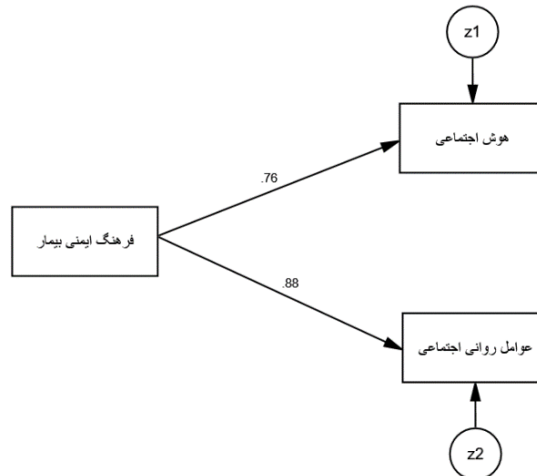 z1
هوش اجتماعی
.76
فرهنگ ایمنی بیمار
.88
عوامل روانی اجتماعی
z2